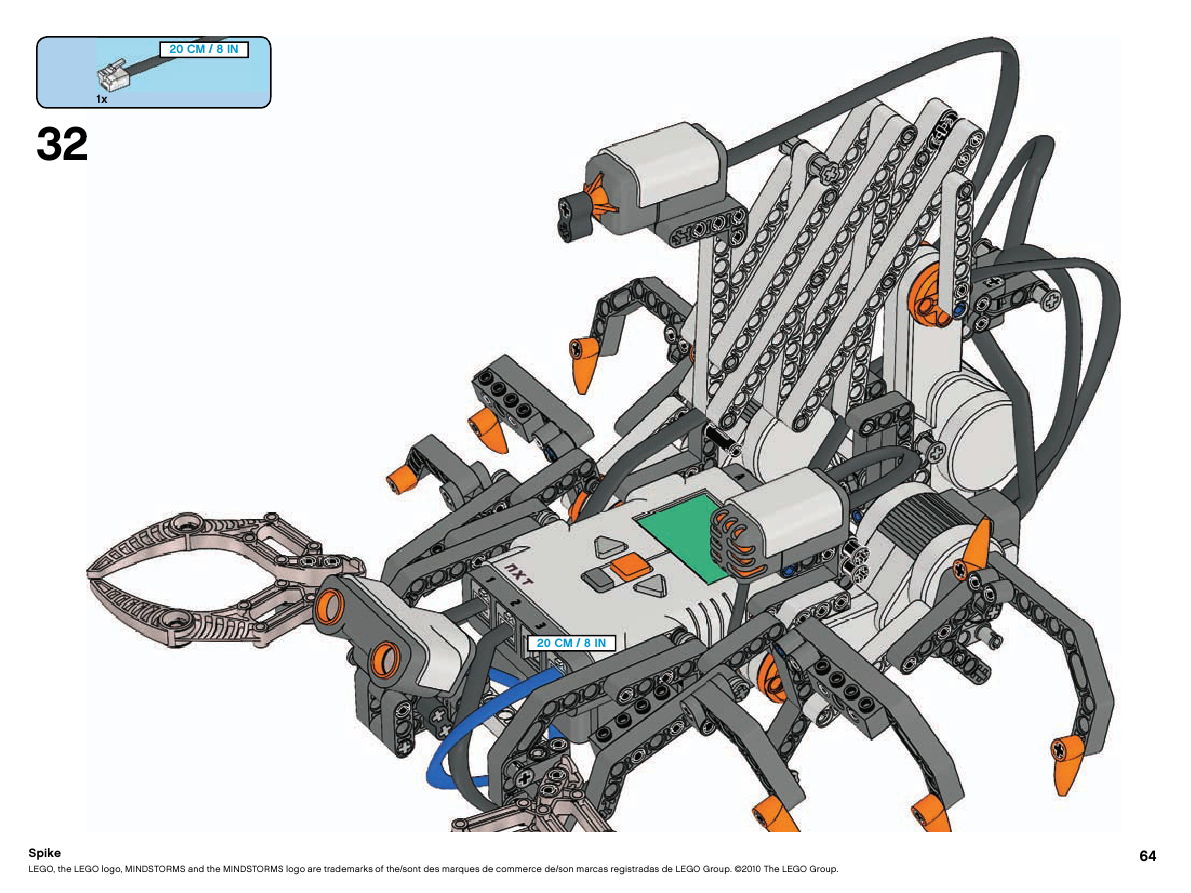 20 CM / 8 IN
1x
32
nXT
1
2
3
20 CM / 8 IN
Spike
64
LEGO, the LEGO logo, MINDSTORMS and the MINDSTORMS logo are trademarks of the/sont des marques de commerce de/son marcas registradas de LEGO Group. ©2010 The LEGO Group.